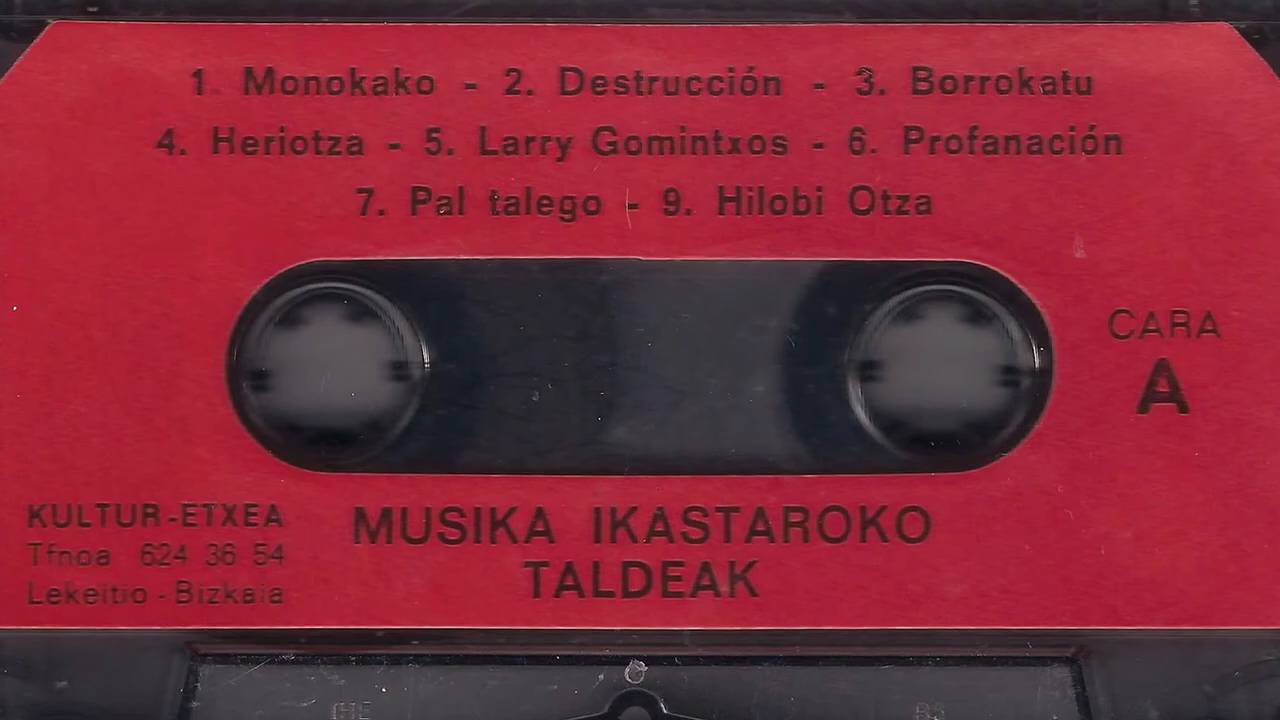 1. Monokako - 2. Destrucción - 3. Borrokatu
4. Heriotza - 5. Larry Gomintxos - 6. Profanación
7. Pal talego - 9. Hilobi Otza
CARA
A
KULTUR-ETXEA
Tfnoa 624 36 54
Lekeitio - Bizkaia
MUSIKA IKASTAROKO
TALDEAK